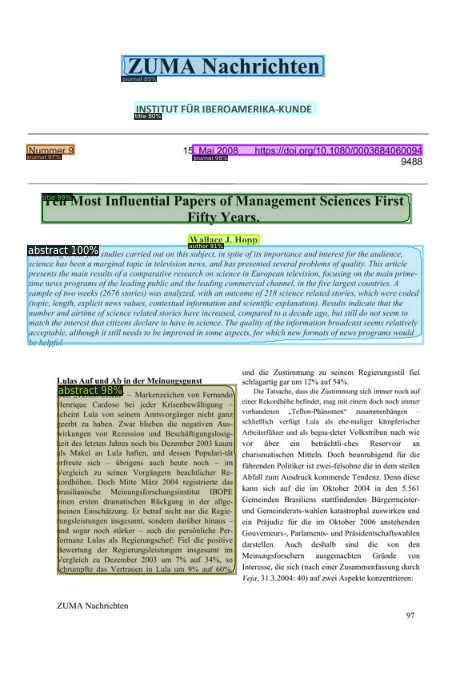 ZUMA Nachrichten
journal 85%
INSTITUT FÜR IBEROAMERIKA-KUNDE
title 80%
Nummer 9
journal 97%
15. Mai 2008 https://doi.org/10.1080/0003684060094
9488
journal 98%
title 95%
Ten Most Influential Papers of Management Sciences First
Fifty Years.
Wallace J. Hopp
author 91%
abstract 100%
studies carried out on this subject, in spite of its importance and interest for the audience,
science has been a marginal topic in television news, and has presented several problems of quality. This article
presents the main results of a comparative research on science in European television, focusing on the main prime-
time news programs of the leading public and the leading commercial channel, in the five largest countries. A
sample of two weeks (2676 stories) was analyzed, with an outcome of 218 science related stories, which were coded
(topic, length, explicit news values, contextual information and scientific explanation). Results indicate that the
number and airtime of science related stories have increased, compared to a decade ago, but still do not seem to
match the interest that citizens declare to have in science. The quality of the information broadcast seems relatively
acceptable, although it still needs to be improved in some aspects, for which new formats of news programs would
be helpful.
Lulas Auf und Ab in der Meinungsgunst
abstract 98%
– Markenzeichen von Fernando
Henrique Cardoso bei jeder Krisenbewältigung –
scheint Lula von seinem Amtsvorgänger nicht ganz
geerbt zu haben. Zwar blieben die negativen Aus-
wirkungen von Rezession und Beschäftigungslosig-
keit des letzten Jahres noch bis Dezember 2003 kaum
als Makel an Lula haften, und dessen Populari-tät
erfreute sich – übrigens auch heute noch – im
Vergleich zu seinen Vorgängern beachtlicher Re-
kordhöhen. Doch Mitte März 2004 registrierte das
brasilianische Meinungsforschungsinstitut IBOPE
einen ersten dramatischen Rückgang in der allge-
meinen Einschätzung. Er betraf nicht nur die Regie-
rungsleistungen insgesamt, sondern darüber hinaus –
und sogar noch stärker – auch die persönliche Per-
formanz Lulas als Regierungschef: Fiel die positive
Bewertung der Regierungsleistungen insgesamt im
Vergleich zu Dezember 2003 um 7% auf 34%, so
schrumpfte das Vertrauen in Lula um 9% auf 60%,
und die Zustimmung zu seinem Regierungsstil fiel
schlagartig gar um 12% auf 54%.
Die Tatsache, dass die Zustimmung sich immer noch auf
einer Rekordhöhe befindet, mag mit einem doch noch immer
vorhandenen „Teflon-Phänomen“ zusammenhängen –
schließlich verfügt Lula als ehe-maliger kämpferischer
Arbeiterführer und als begna-deter Volkstribun nach wie
vor über ein beträchtli-ches Reservoir an
charismatischen Mitteln. Doch beunruhigend für die
führenden Politiker ist zwei-felsohne die in dem steilen
Abfall zum Ausdruck kommende Tendenz. Denn diese
kann sich auf die im Oktober 2004 in den 5.561
Gemeinden Brasiliens stattfindenden Bürgermeister-
und Gemeinderats-wahlen katastrophal auswirken und
ein Präjudiz für die im Oktober 2006 anstehenden
Gouverneurs-, Parlaments- und Präsidentschaftswahlen
darstellen. Auch deshalb sind die von den
Meinungsforschern ausgemachten Gründe von
Interesse, die sich (nach einer Zusammenfassung durch
Veja, 31.3.2004: 40) auf zwei Aspekte konzentrieren:
ZUMA Nachrichten
97